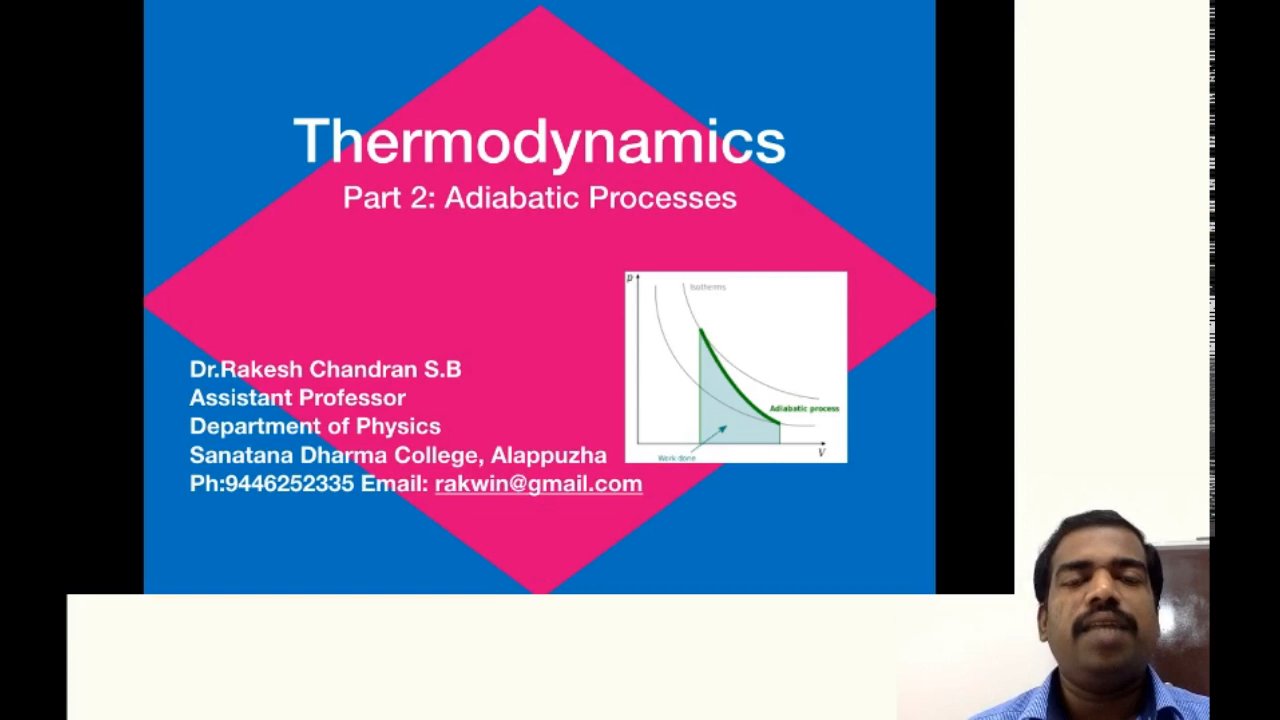 Thermodynamics
Part 2: Adiabatic Processes
Dr.Rakesh Chandran S.B
Assistant Professor
Department of Physics
Sanatana Dharma College, Alappuzha
Ph:9446252335 Email: rakwin@gmail.com
p
Isotherms
Adiabatic process
Work done
V